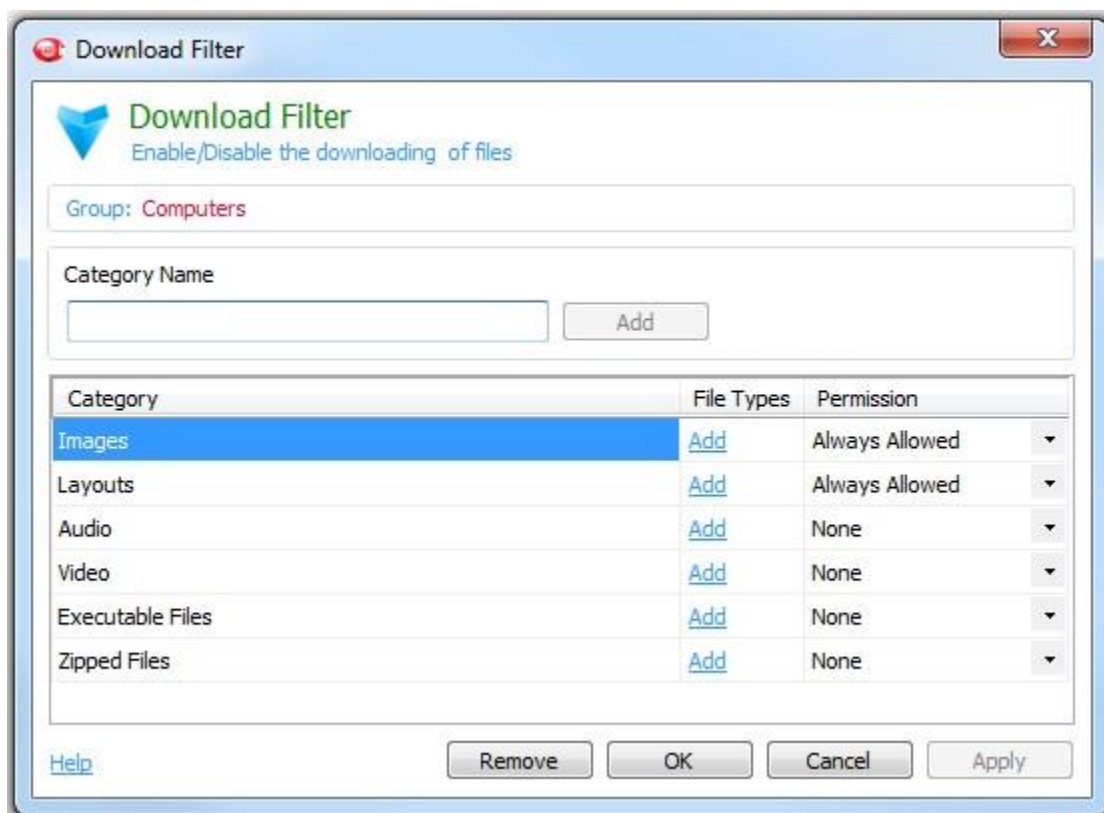 Download Filter
Download Filter
Enable/Disable the downloading of files
Group: Computers
Category Name
Add
Category File Types Permission
Images Add Always Allowed
Layouts Add Always Allowed
Audio Add None
Video Add None
Executable Files Add None
Zipped Files Add None
Help Remove OK Cancel Apply